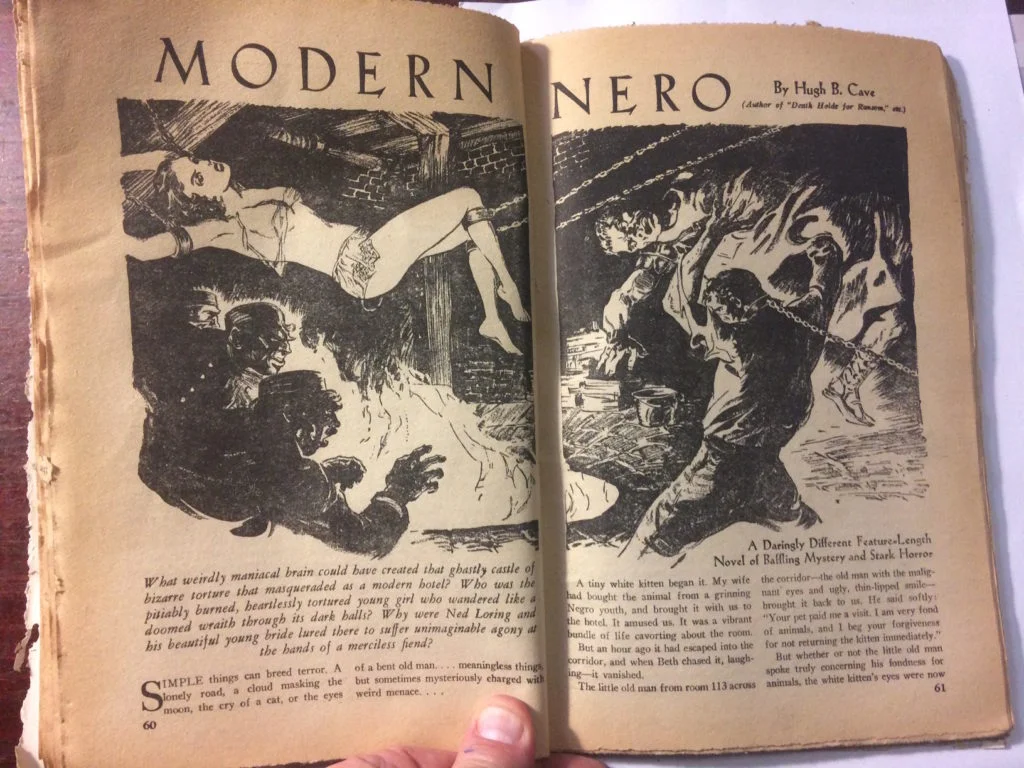 MODERN NERO
By Hugh B. Cave
(Author of "Death Holds for Ransom," etc.)
What weirdly maniacal brain could have created that ghastly castle of
bizarre torture that masqueraded as a modern hotel? Who was the
pitiably burned, heartlessly tortured young girl who wandered like a
doomed wraith through its dark halls? Why were Ned Loring and
his beautiful young bride lured there to suffer unimaginable agony at
the hands of a merciless fiend?
SIMPLE things can breed terror. A
lonely road, a cloud masking the
moon, the cry of a cat, or the eyes
of a bent old man. . . . meaningless things,
but sometimes mysteriously charged with
weird menace. . . .
60
A Daringly Different Feature-Length
Novel of Baffling Mystery and Stark Horror
A tiny white kitten began it. My wife
had bought the animal from a grinning
Negro youth, and brought it with us to
the hotel. It amused us. It was a vibrant
bundle of life cavorting about the room.
But an hour ago it had escaped into the
corridor, and when Beth chased it, laugh-
ing—it vanished.
The little old man from room 113 across
the corridor—the old man with the malig-
nant eyes and ugly, thin-lipped smile—
brought it back to us. He said softly:
"Your pet paid me a visit. I am very fond
of animals, and I beg your forgiveness
for not returning the kitten immediately."
But whether or not the little old man
spoke truly concerning his fondness for
animals, the white kitten's eyes were now
61